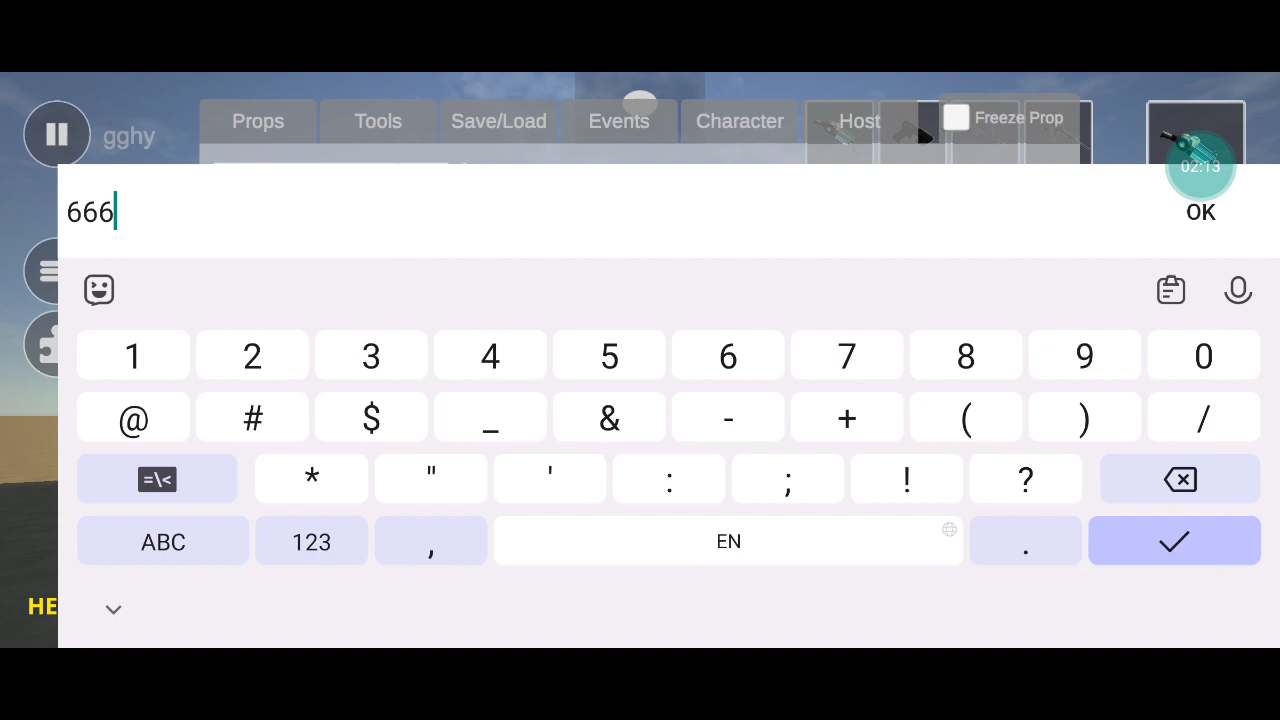 gghy
Props Tools Save/Load Events Character Host Freeze Prop
02:13
666
OK
1 2 3 4 5 6 7 8 9 0
@ # $ _ & - + ( ) /
=\< * " ' : ; ! ?
ABC 123 , EN .
HE